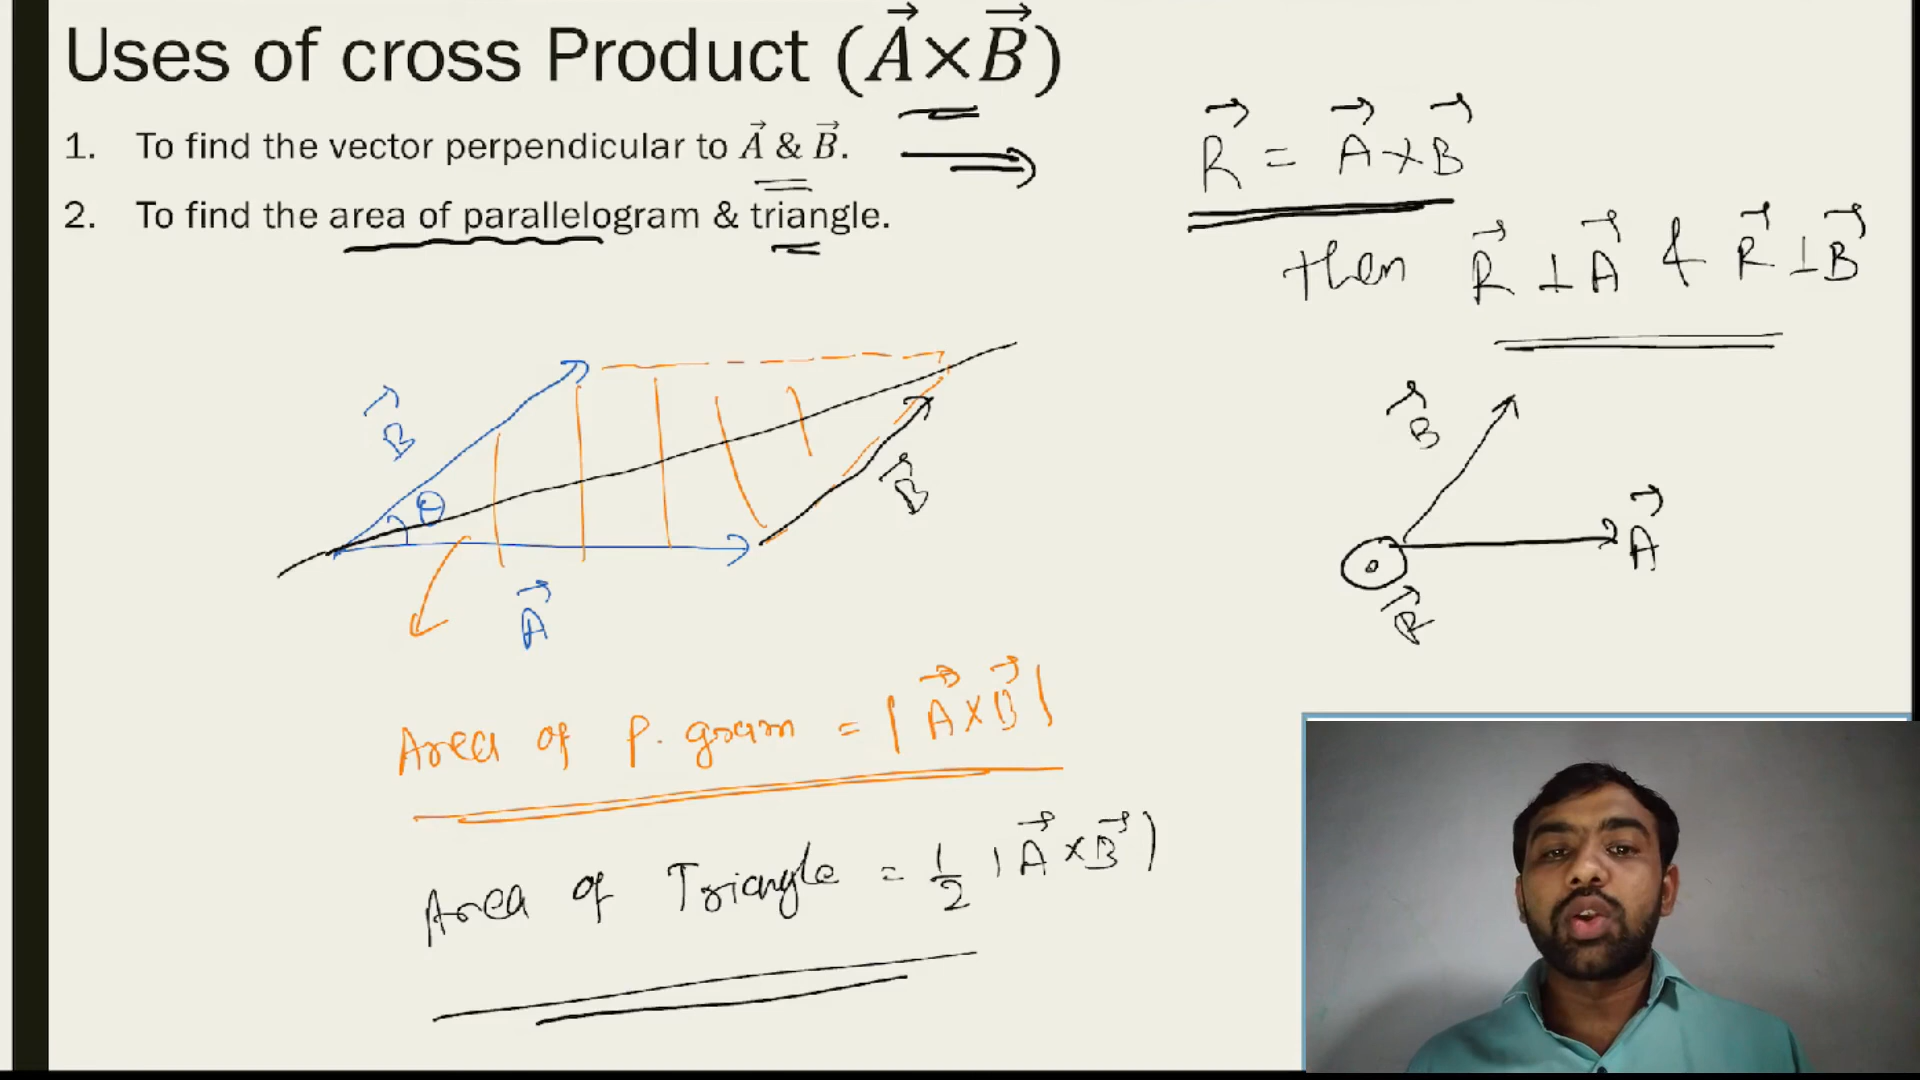 Uses of cross Product (A⃗×B⃗)
1. To find the vector perpendicular to A⃗ & B⃗.
2. To find the area of parallelogram & triangle.
R⃗ = A⃗×B⃗
then R⃗ ⊥ A⃗ & R⃗ ⊥ B⃗
B⃗
θ
A⃗
B⃗
B⃗
A⃗
R⃗
Area of P. gram = |A⃗×B⃗|
Area of Triangle = 1/2 |A⃗×B⃗|